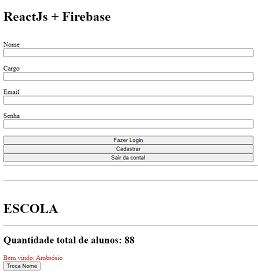 ReactJs + Firebase
Nome
Cargo
Email
Senha
Fazer Login
Cadastrar
Sair da conta!
ESCOLA
Quantidade total de alunos: 88
Bem vindo: Ambrósio
Troca Nome